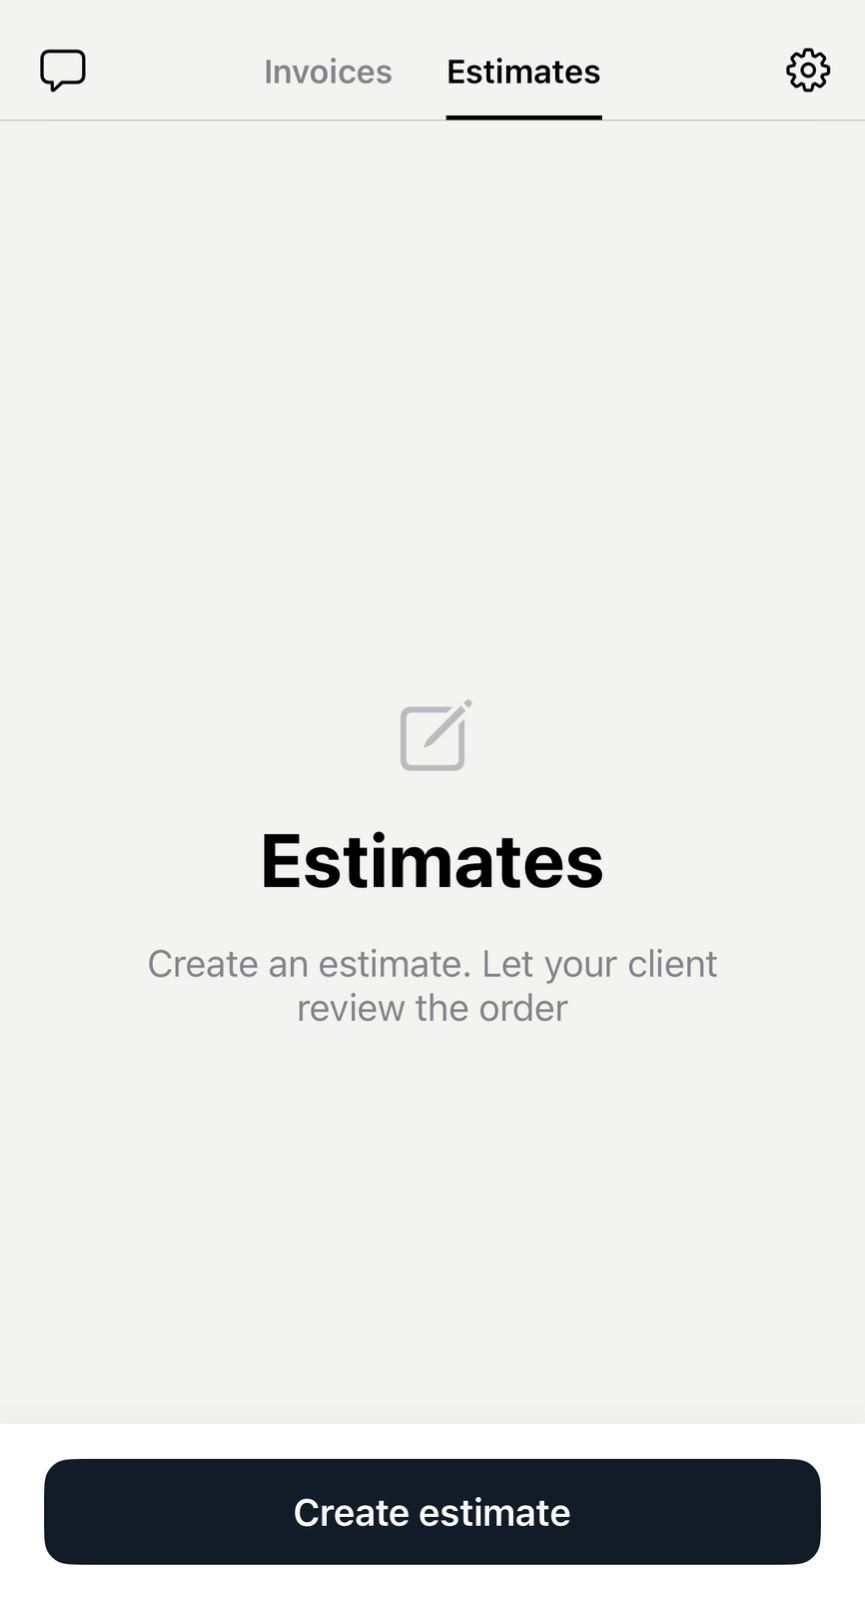 Invoices
Estimates
Estimates
Create an estimate. Let your client
review the order
Create estimate